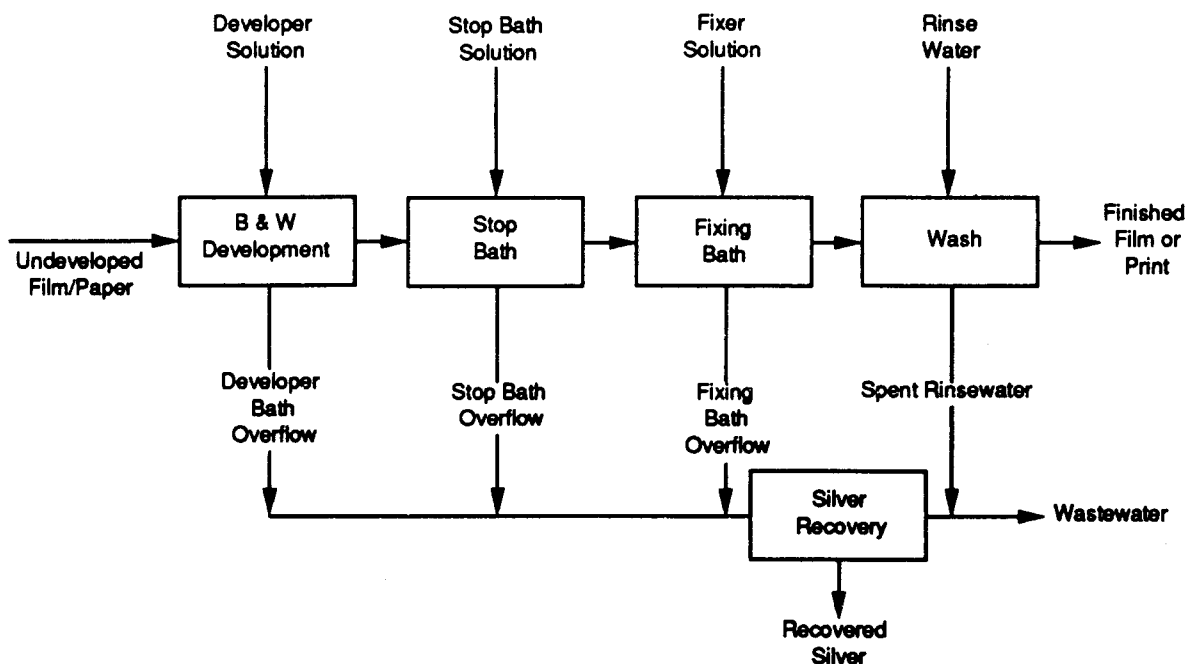 Developer
Solution
Stop Bath
Solution
Fixer
Solution
Rinse
Water
Undeveloped
Film/Paper
B & W
Development
Stop
Bath
Fixing
Bath
Wash
Finished
Film or
Print
Developer
Bath
Overflow
Stop Bath
Overflow
Fixing
Bath
Overflow
Spent Rinsewater
Silver
Recovery
Wastewater
Recovered
Silver